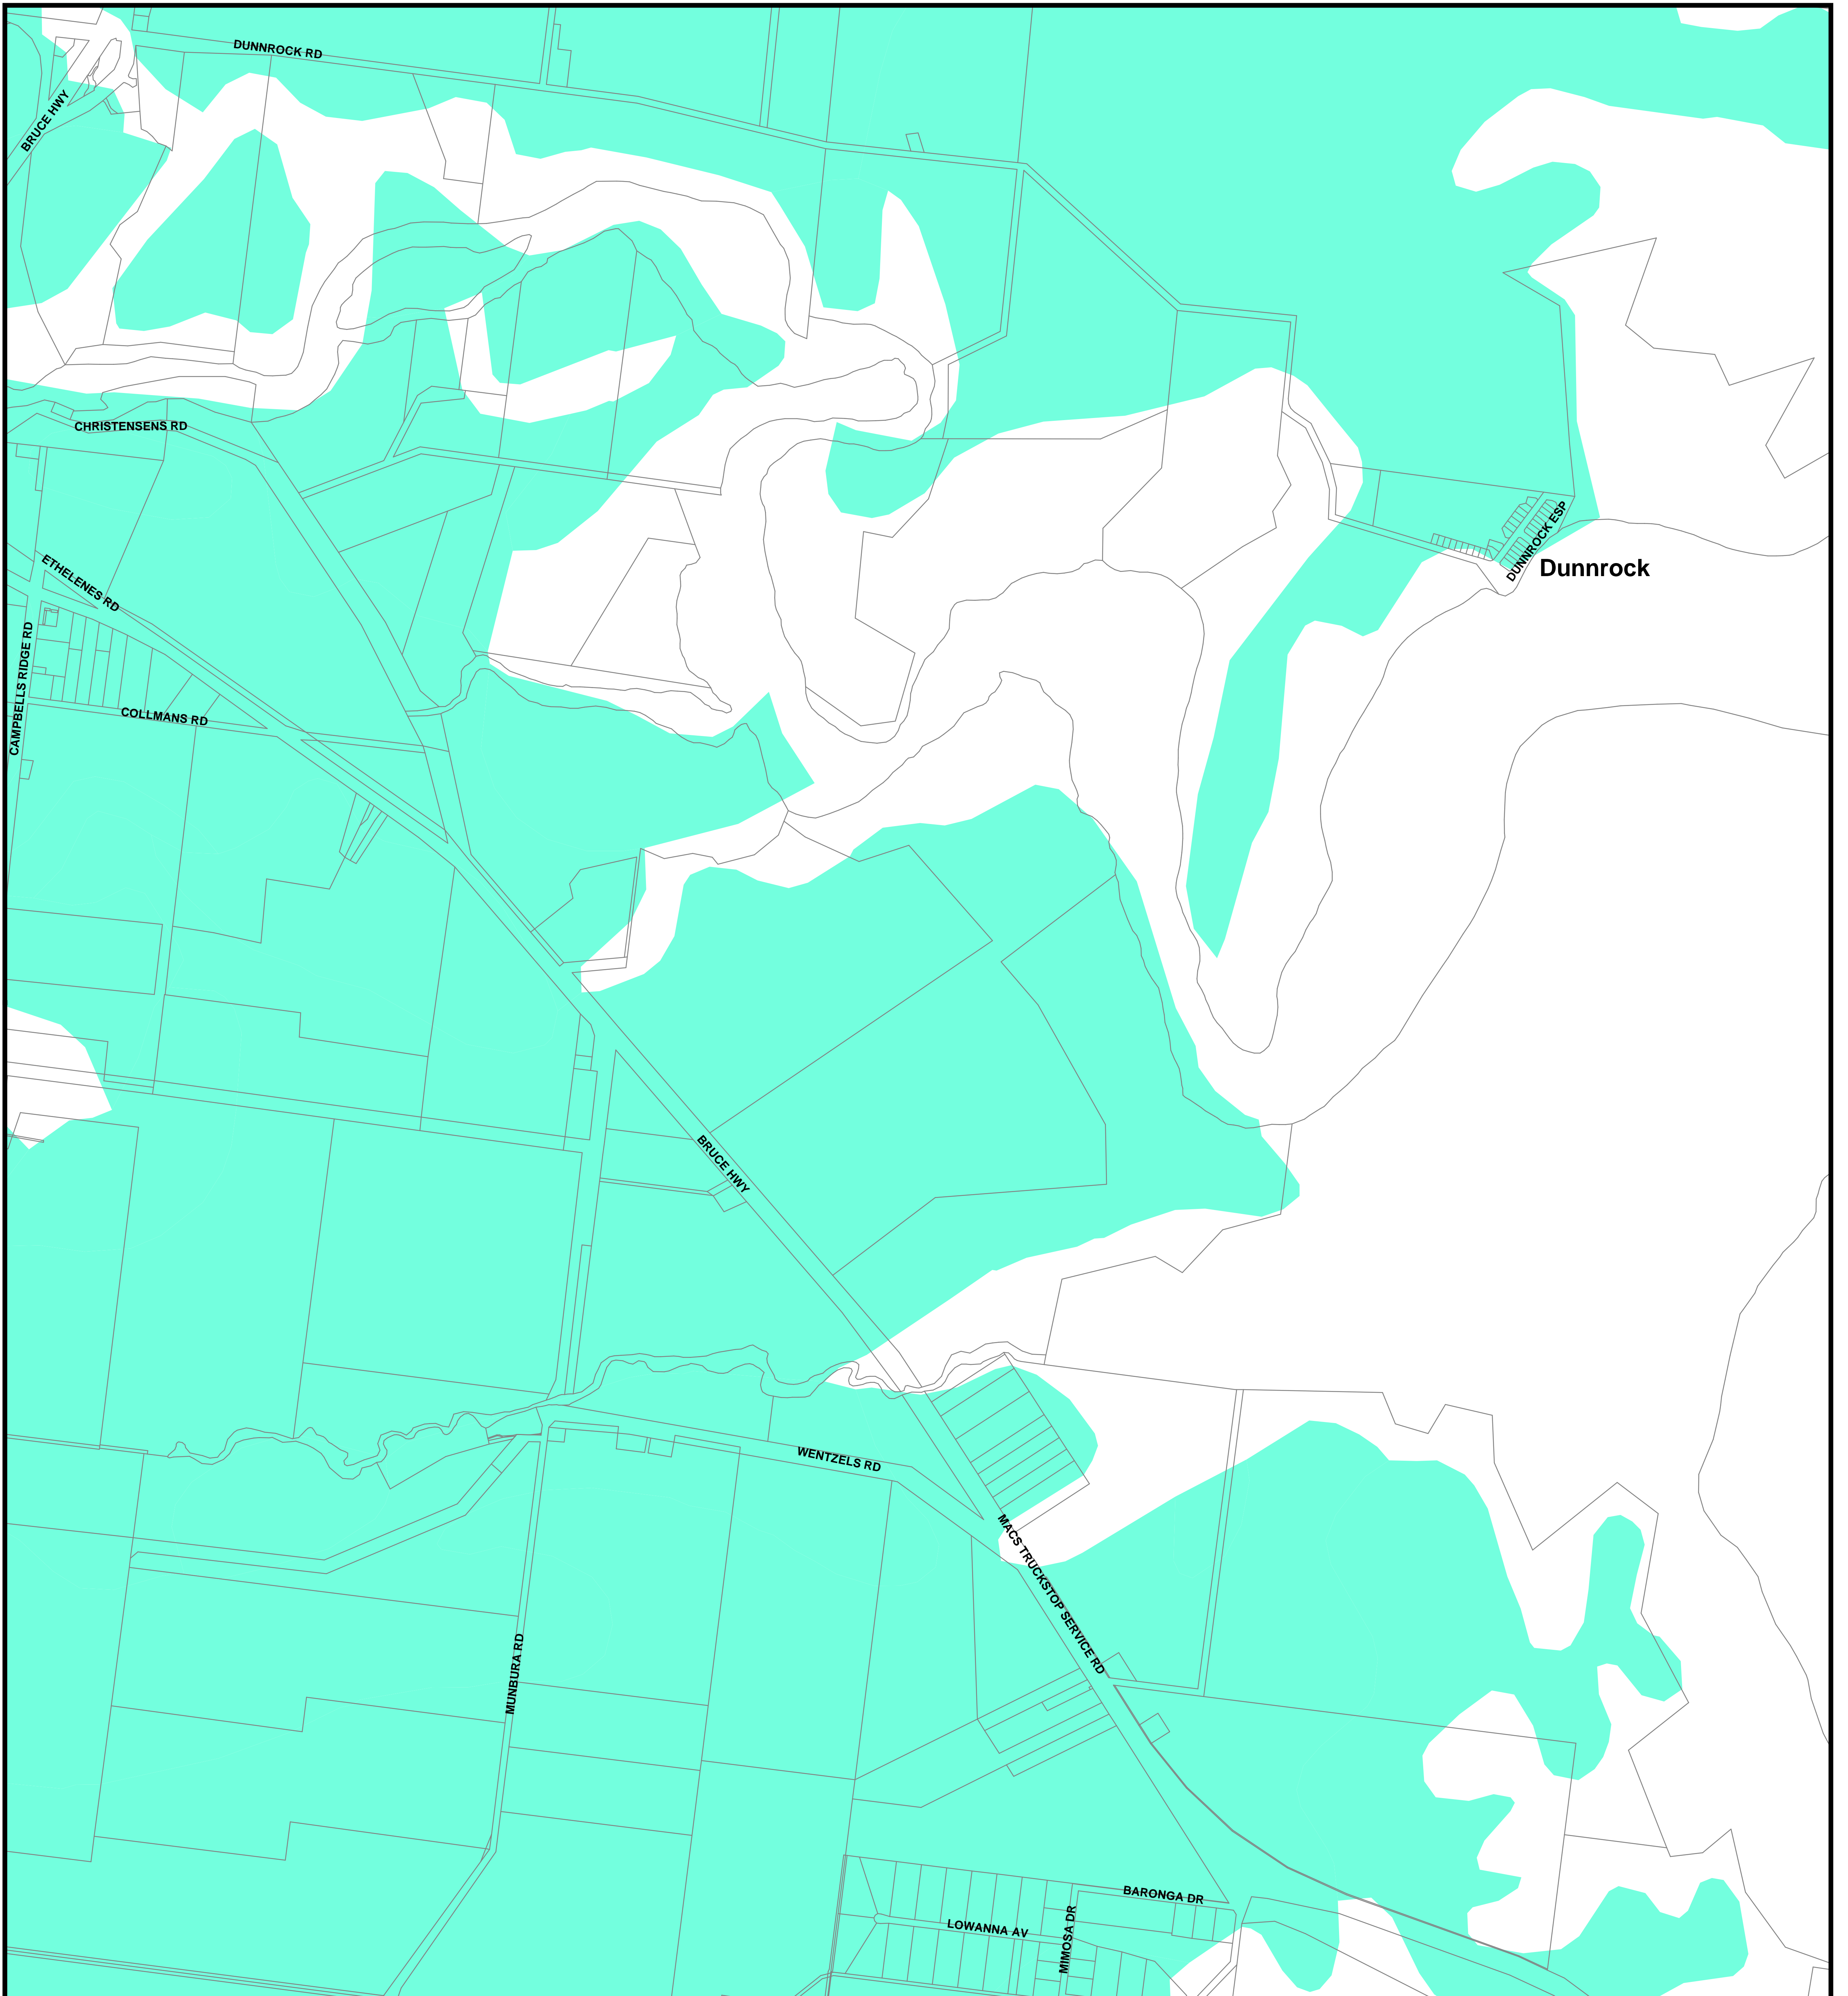 DUNNROCK RD
BRUCE HWY
CHRISTENSENS RD
DUNNROCK ESP
Dunnrock
ETHELENES RD
CAMPBELLS RIDGE RD
COLLMANS RD
BRUCE HWY
WENTZELS RD
MACS TRUCKSTOP SERVICE RD
MUNBURA RD
BARONGA DR
LOWANNA AV
MIMOSA DR